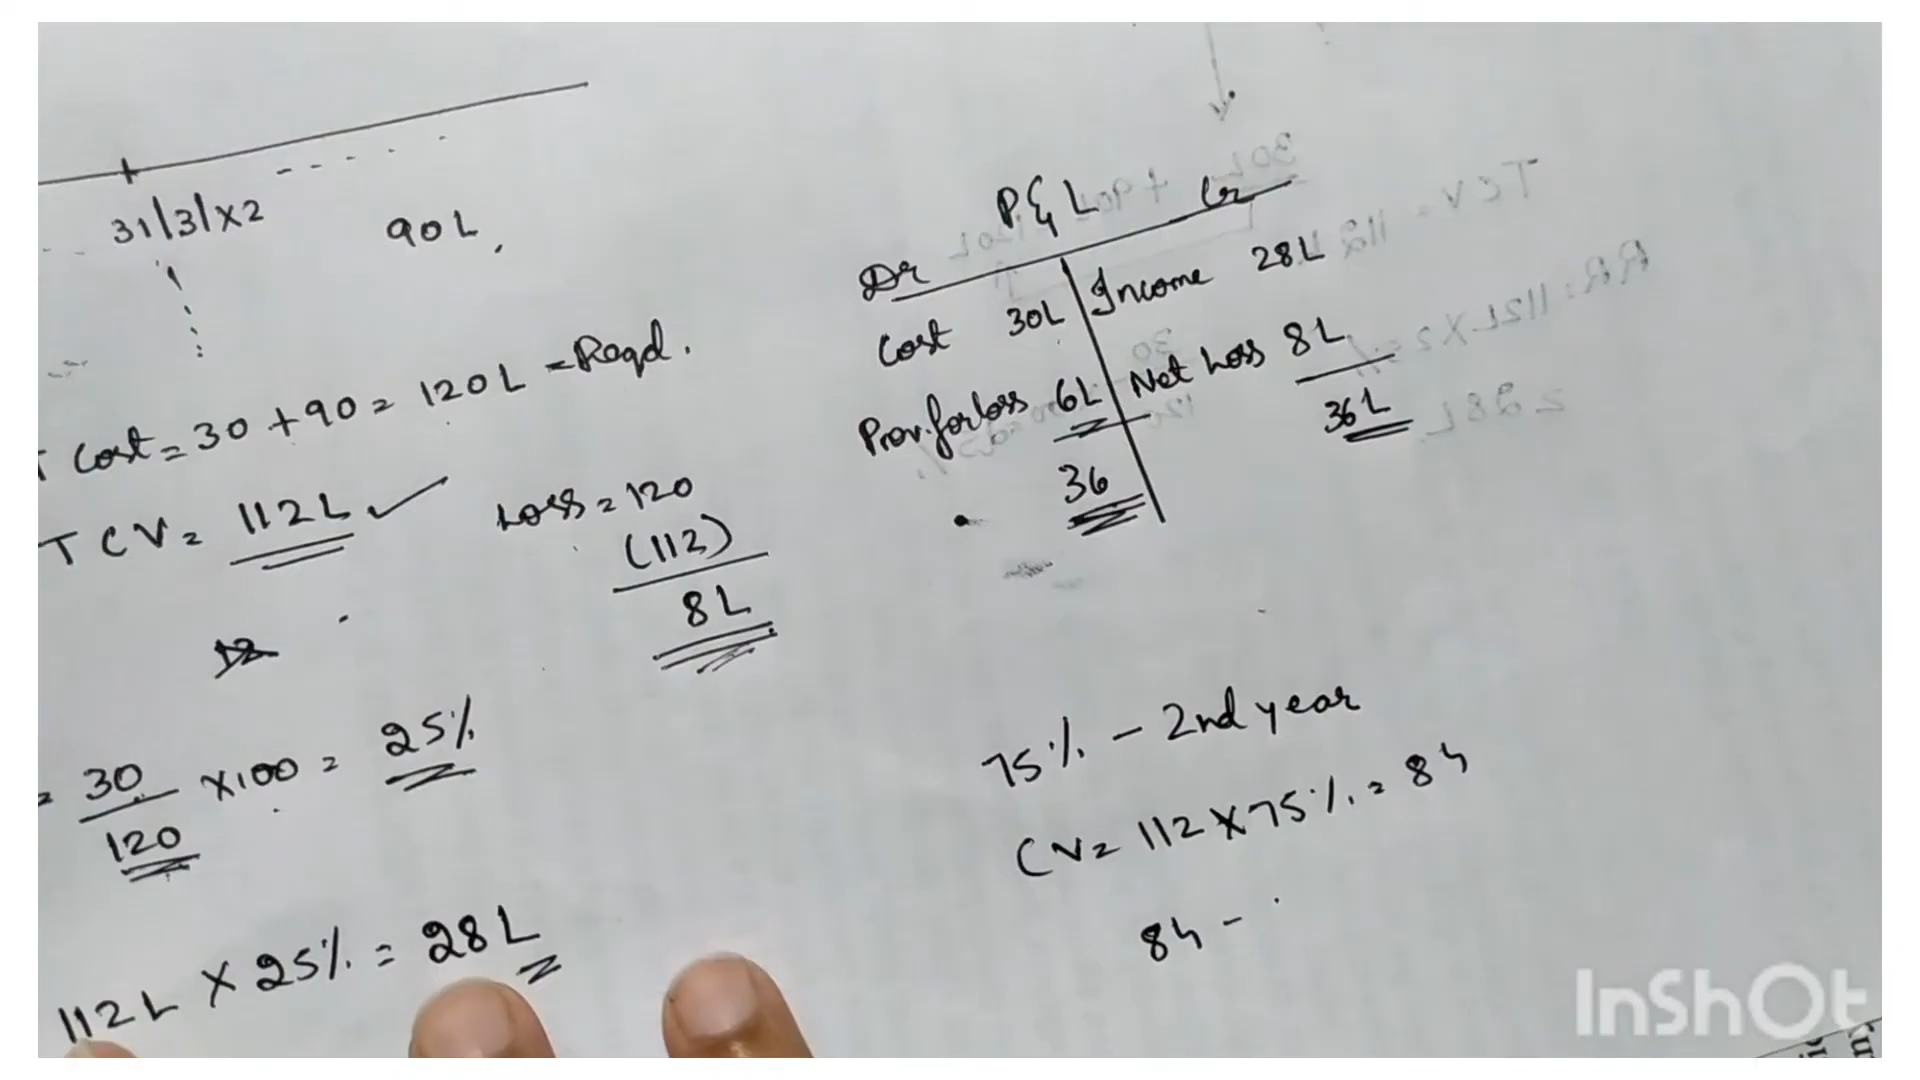 31/3/X2
90L
T Cost = 30 + 90 = 120L = Reqd.
TCV = 112L ✓
Loss = 120
(112)
8L
12
= 30/120 × 100 = 25%
112L × 25% = 28L
P&L
Dr Cr
Cost 30L Income 28L
Prov. for loss 6L Net Loss 8L
36 36L
75% - 2nd year
CV = 112 × 75% = 84
84 -
InShOt